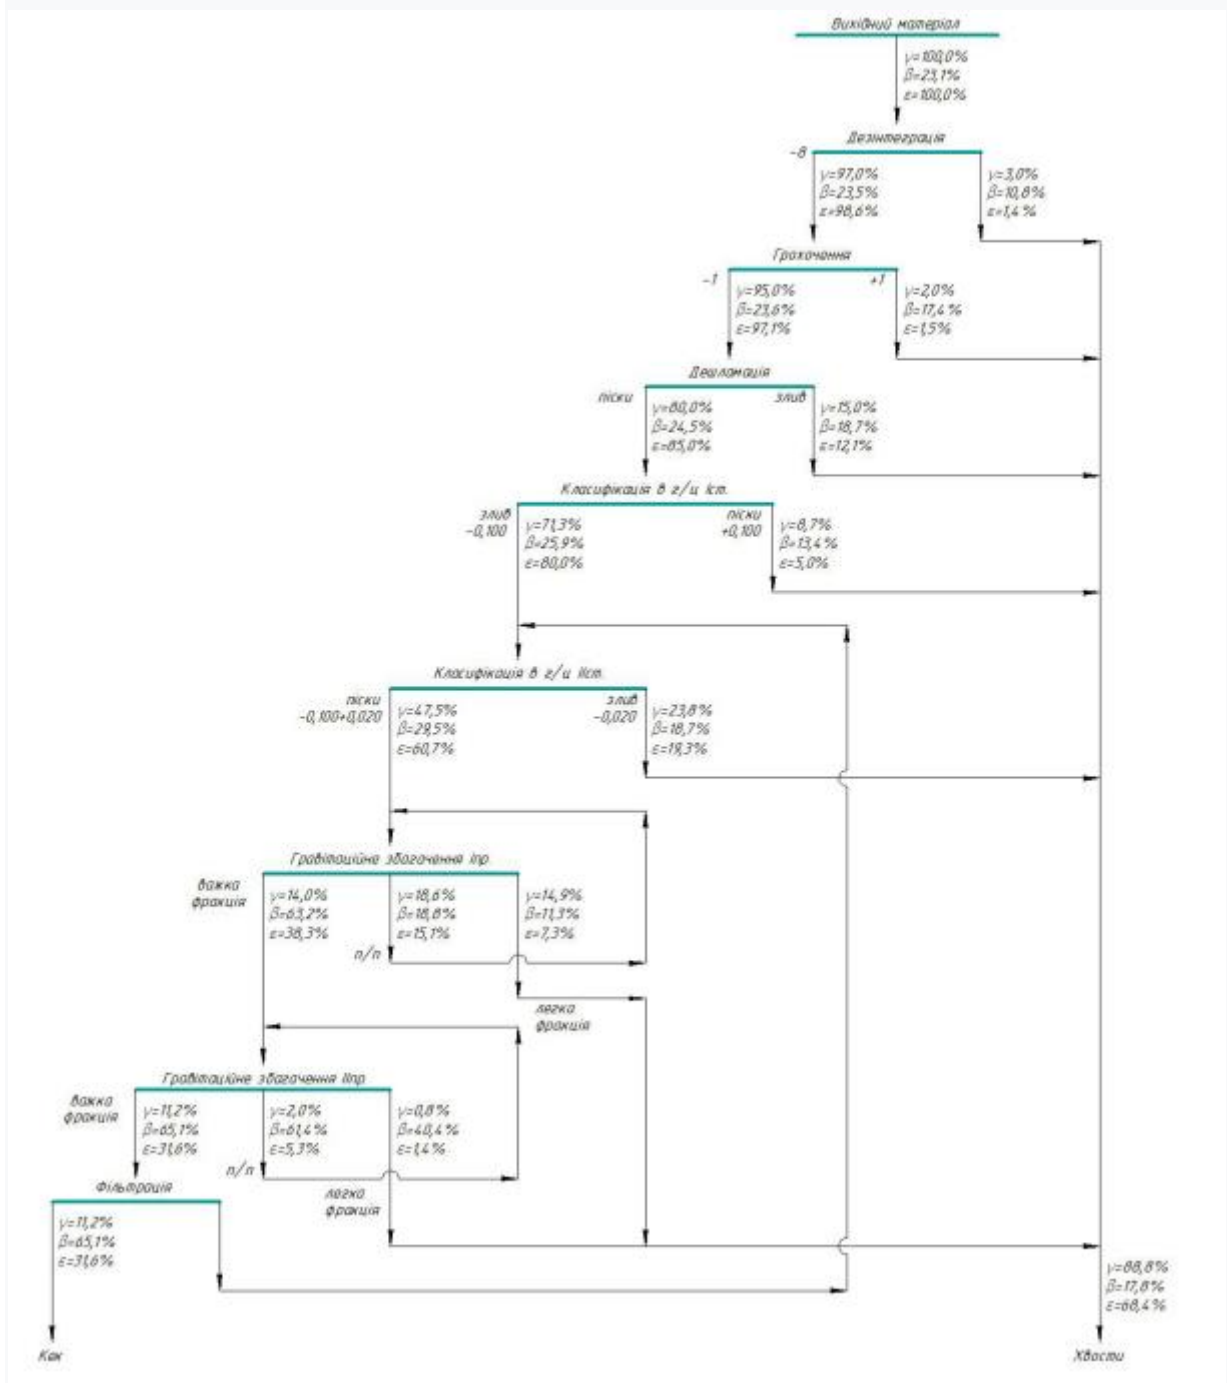 Вихідний матеріал
γ=100,0%
β=23,1%
ε=100,0%
Дезінтеграція
-8
γ=97,0%
β=23,5%
ε=98,6%
γ=3,0%
β=10,8%
ε=1,4%
Грохочення
-1
+1
γ=95,0%
β=23,6%
ε=97,1%
γ=2,0%
β=17,4%
ε=1,5%
Дешламація
піски
злив
γ=80,0%
β=24,5%
ε=85,0%
γ=15,0%
β=18,7%
ε=12,1%
Класифікація в г/ц Іст.
злив
-0,100
піски
+0,100
γ=71,3%
β=25,9%
ε=80,0%
γ=8,7%
β=13,4%
ε=5,0%
Класифікація в г/ц ІІст.
піски
-0,100+0,020
злив
-0,020
γ=47,5%
β=29,5%
ε=60,7%
γ=23,8%
β=18,7%
ε=19,3%
Гравітаційне збагачення Іпр
важка
фракція
γ=14,0%
β=63,2%
ε=38,3%
γ=18,6%
β=18,8%
ε=15,1%
γ=14,9%
β=11,3%
ε=7,3%
п/п
легка
фракція
Гравітаційне збагачення ІІпр
важка
фракція
γ=11,2%
β=65,1%
ε=31,6%
γ=2,0%
β=61,4%
ε=5,3%
γ=0,8%
β=40,4%
ε=1,4%
п/п
легка
фракція
Фільтрація
γ=11,2%
β=65,1%
ε=31,6%
γ=88,8%
β=17,8%
ε=68,4%
Кек
Хвости